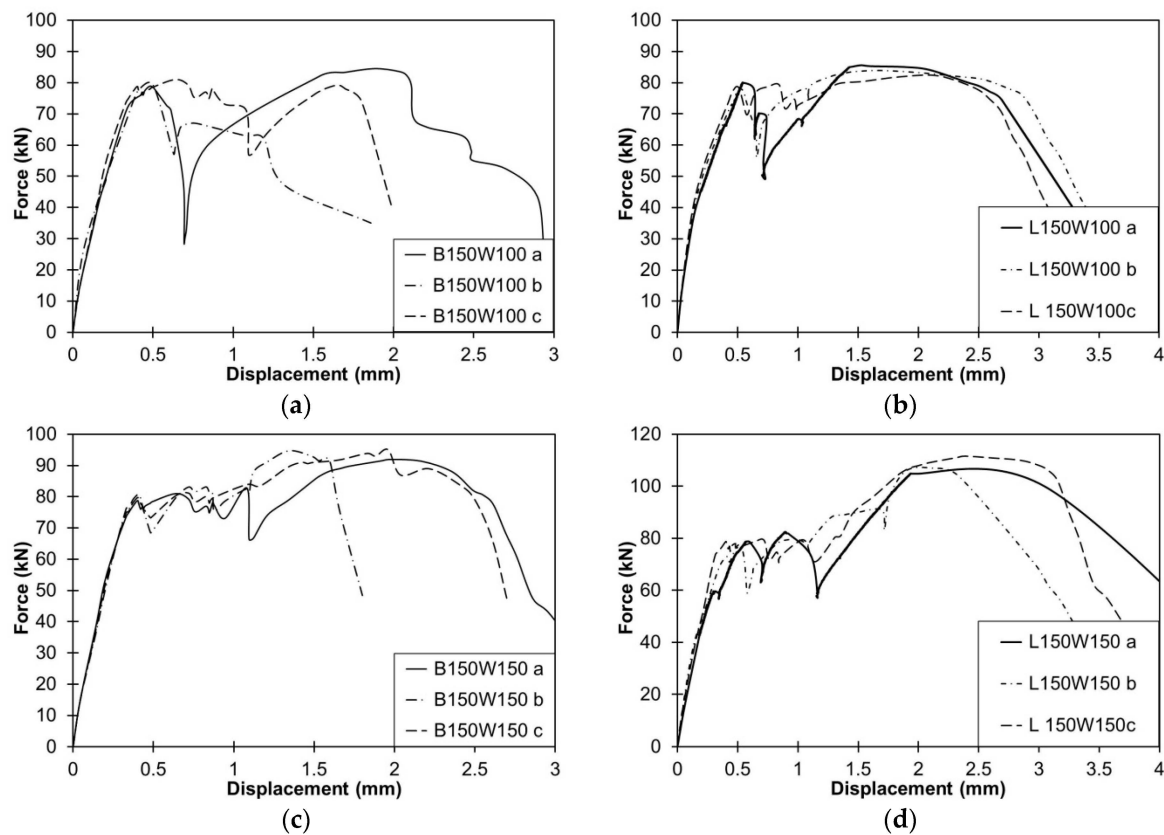 100
90
80
70
60
50
40
30
20
10
0
Force (kN)
B150W100 a
B150W100 b
B150W100 c
0 0.5 1 1.5 2 2.5 3
Displacement (mm)
(a)
100
90
80
70
60
50
40
30
20
10
0
Force (kN)
L150W100 a
L150W100 b
L 150W100c
0 0.5 1 1.5 2 2.5 3 3.5 4
Displacement (mm)
(b)
100
90
80
70
60
50
40
30
20
10
0
Force (kN)
B150W150 a
B150W150 b
B150W150 c
0 0.5 1 1.5 2 2.5 3
Displacement (mm)
(c)
120
100
80
60
40
20
0
Force (kN)
L150W150 a
L150W150 b
L 150W150c
0 0.5 1 1.5 2 2.5 3 3.5 4
Displacement (mm)
(d)